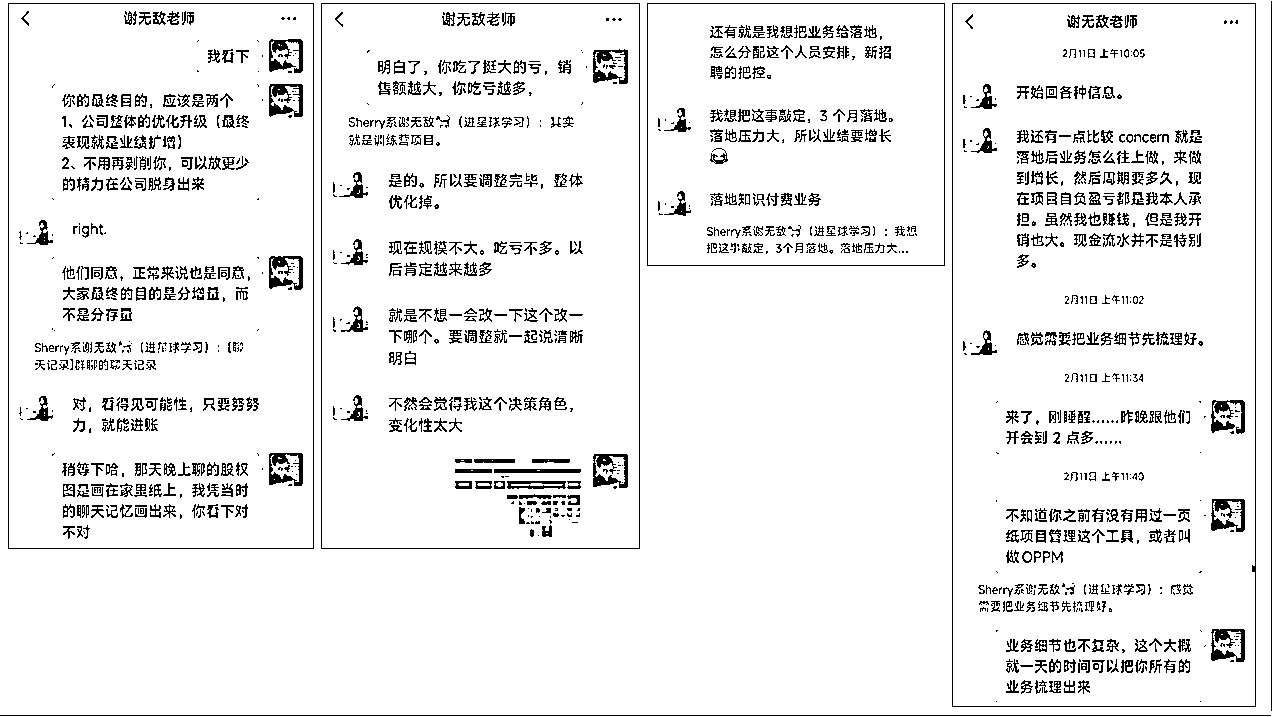 谢无敌老师
我看下
你的最终目的，应该是两个
1、公司整体的优化升级（最终
表现就是业绩扩增）
2、不用再剥削你，可以放更少
的精力在公司脱身出来
right.
他们同意，正常来说也是同意，
大家最终的目的是分增量，而
不是分存量
Sherry系谢无敌（进星球学习）：[聊
天记录]群聊的聊天记录
对，看得见可能性，只要努努
力，就能进账
稍等下哈，那天晚上聊的股权
图是画在家里纸上，我凭当时
的聊天记忆画出来，你看下对
不对
谢无敌老师
明白了，你吃了挺大的亏，销
售额越大，你吃亏越多，
Sherry系谢无敌（进星球学习）：其实
就是训练营项目。
是的。所以要调整完毕，整体
优化掉。
现在规模不大。吃亏不多。以
后肯定越来越多
就是不想一会改一下这个改一
下哪个。要调整就一起说清晰
明白
不然会觉得我这个决策角色，
变化性太大
还有就是我想把业务给落地，
怎么分配这个人员安排，新招
聘的把控。
我想把这事敲定，3 个月落地。
落地压力大，所以业绩要增长
落地知识付费业务
Sherry系谢无敌（进星球学习）：我想
把这事敲定，3个月落地。落地压力大...
谢无敌老师
2月11日 上午10:05
开始回各种信息。
我还有一点比较 concern 就是
落地后业务怎么往上做，来做
到增长，然后周期要多久，现
在项目自负盈亏都是我本人承
担。虽然我也赚钱，但是我开
销也大。现金流水并不是特别
多。
2月11日 上午11:02
感觉需要把业务细节先梳理好。
2月11日 上午11:34
来了，刚睡醒……昨晚跟他们
开会到 2 点多……
2月11日 上午11:40
不知道你之前有没有用过一页
纸项目管理这个工具，或者叫
做OPPM
Sherry系谢无敌（进星球学习）：感觉
需要把业务细节先梳理好。
业务细节也不复杂，这个大概
就一天的时间可以把你所有的
业务梳理出来